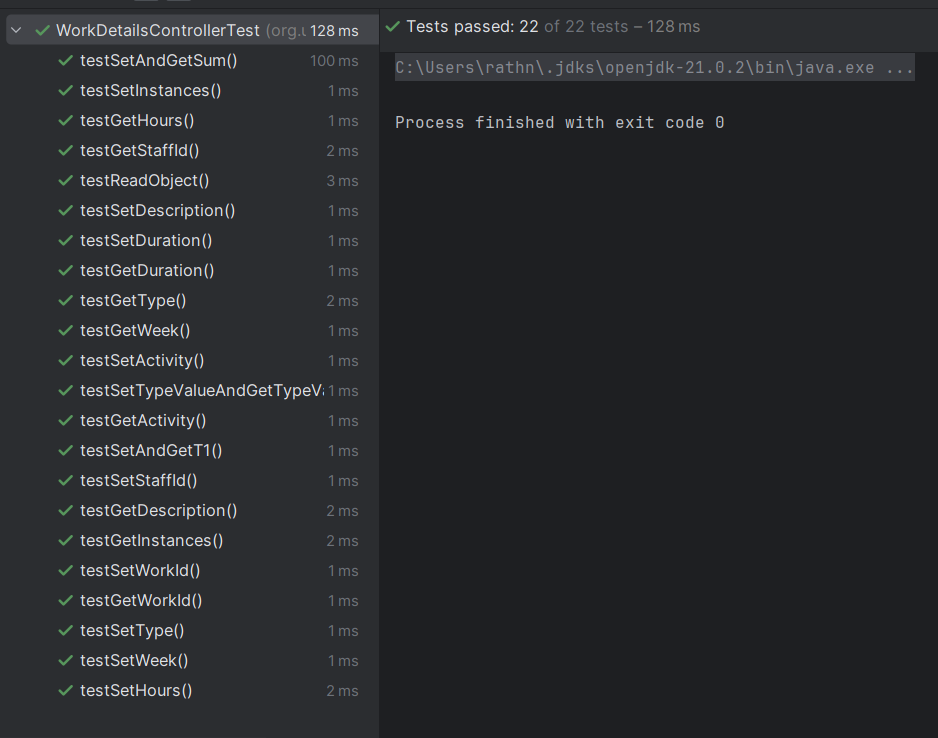 WorkDetailsControllerTest (org.u 128 ms
testSetAndGetSum() 100 ms
testSetInstances() 1 ms
testGetHours() 1 ms
testGetStaffId() 2 ms
testReadObject() 3 ms
testSetDescription() 1 ms
testSetDuration() 1 ms
testGetDuration() 1 ms
testGetType() 2 ms
testGetWeek() 1 ms
testSetActivity() 1 ms
testSetTypeValueAndGetTypeVa 1 ms
testGetActivity() 1 ms
testSetAndGetT1() 1 ms
testSetStaffId() 1 ms
testGetDescription() 2 ms
testGetInstances() 2 ms
testSetWorkId() 1 ms
testGetWorkId() 1 ms
testSetType() 1 ms
testSetWeek() 1 ms
testSetHours() 2 ms
Tests passed: 22 of 22 tests – 128 ms
C:\Users\rathn\.jdks\openjdk-21.0.2\bin\java.exe ...
Process finished with exit code 0